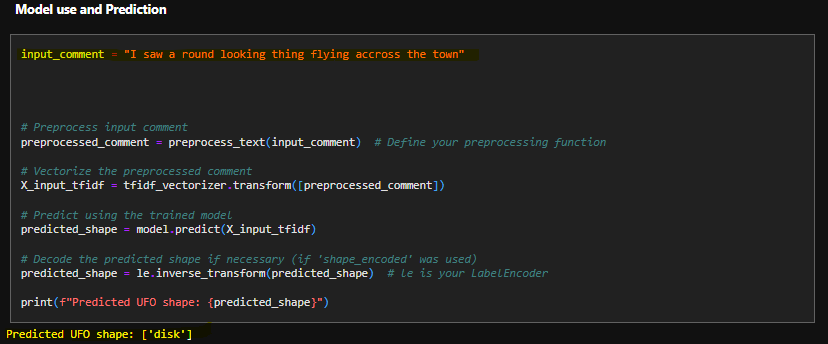 Model use and Prediction
input_comment = "I saw a round looking thing flying accross the town"
# Preprocess input comment
preprocessed_comment = preprocess_text(input_comment)  # Define your preprocessing function
# Vectorize the preprocessed comment
X_input_tfidf = tfidf_vectorizer.transform([preprocessed_comment])
# Predict using the trained model
predicted_shape = model.predict(X_input_tfidf)
# Decode the predicted shape if necessary (if 'shape_encoded' was used)
predicted_shape = le.inverse_transform(predicted_shape)  # le is your LabelEncoder
print(f"Predicted UFO shape: {predicted_shape}")
Predicted UFO shape: ['disk']